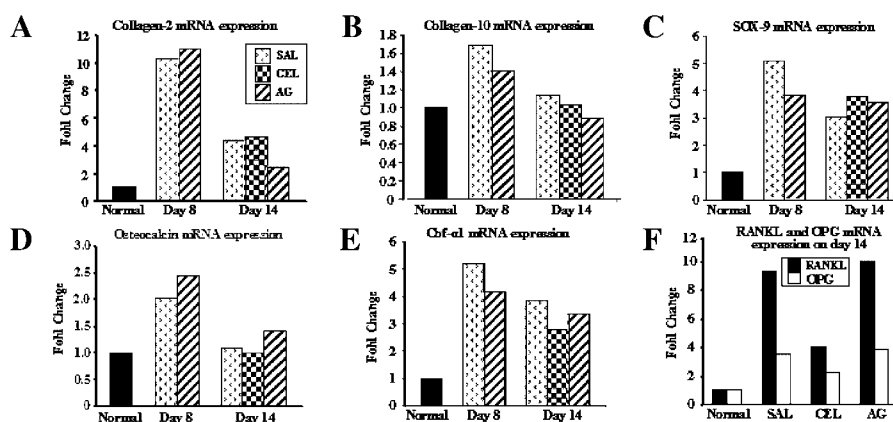 A
Collagen-2 mRNA expression
Fold Change
12
10
8
6
4
2
0
SAL
CEL
AG
Normal Day 8 Day 14
B
Collagen-10 mRNA expression
Fold Change
1.8
1.6
1.4
1.2
1.0
0.8
0.6
0.4
0.2
0
Normal Day 8 Day 14
C
SOX-9 mRNA expression
Fold Change
6
5
4
3
2
1
0
Normal Day 8 Day 14
D
Osteocalcin mRNA expression
Fold Change
3.0
2.5
2.0
1.5
1.0
0.5
0.0
Normal Day 8 Day 14
E
Cbf-α1 mRNA expression
Fold Change
6
5
4
3
2
1
0
Normal Day 8 Day 14
F
RANKL and OPG mRNA
expression on day 14
Fold Change
10
8
6
4
2
0
RANKL
OPG
Normal SAL CEL AG